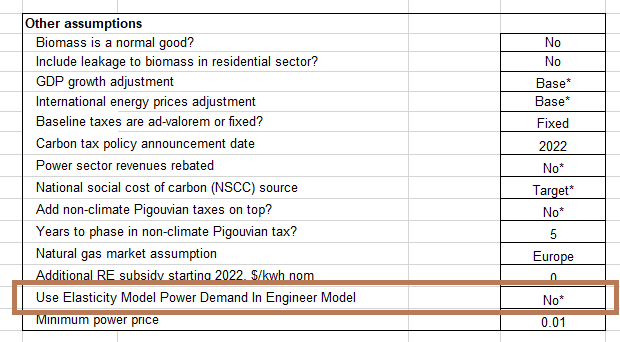 Other assumptions
Biomass is a normal good? No
Include leakage to biomass in residential sector? No
GDP growth adjustment Base*
International energy prices adjustment Base*
Baseline taxes are ad-valorem or fixed? Fixed
Carbon tax policy announcement date 2022
Power sector revenues rebated No*
National social cost of carbon (NSCC) source Target*
Add non-climate Pigouvian taxes on top? No*
Years to phase in non-climate Pigouvian tax? 5
Natural gas market assumption Europe
Additional RE subsidy starting 2022, $/kwh nom 0
Use Elasticity Model Power Demand In Engineer Model No*
Minimum power price 0.01